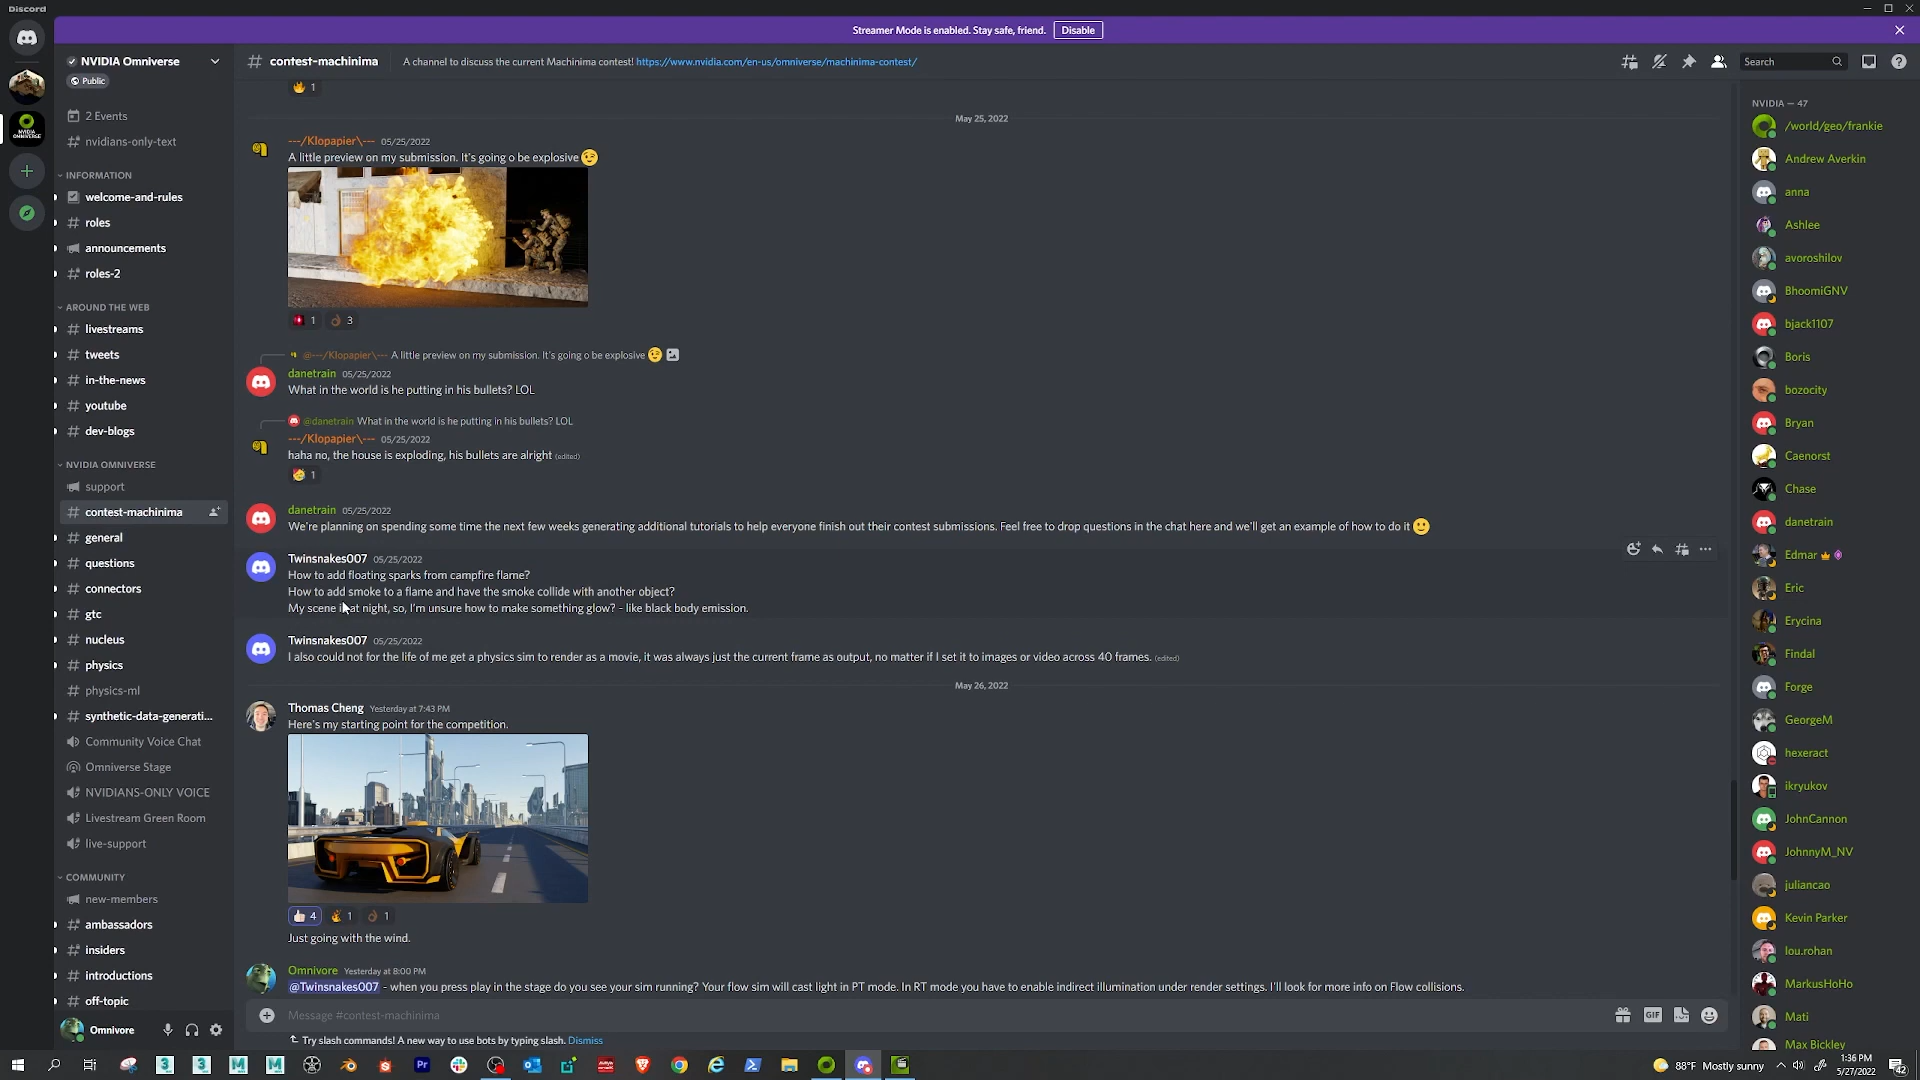 Discord
Streamer Mode is enabled. Stay safe, friend.
Disable
NVIDIA Omniverse
Public
2 Events
nvidians-only-text
INFORMATION
welcome-and-rules
roles
announcements
roles-2
AROUND THE WEB
livestreams
tweets
in-the-news
youtube
dev-blogs
NVIDIA OMNIVERSE
support
contest-machinima
general
questions
connectors
gtc
nucleus
physics
physics-ml
synthetic-data-generati...
Community Voice Chat
Omniverse Stage
NVIDIANS-ONLY VOICE
Livestream Green Room
live-support
COMMUNITY
new-members
ambassadors
insiders
introductions
off-topic
Omnivore
# contest-machinima
A channel to discuss the current Machinima contest! https://www.nvidia.com/en-us/omniverse/machinima-contest/
Search
1
May 25, 2022
---/Klopapier\--- 05/25/2022
A little preview on my submission. It's going o be explosive
1 3
@---/Klopapier\--- A little preview on my submission. It's going o be explosive
danetrain 05/25/2022
What in the world is he putting in his bullets? LOL
@danetrain What in the world is he putting in his bullets? LOL
---/Klopapier\--- 05/25/2022
haha no, the house is exploding, his bullets are alright (edited)
1
danetrain 05/25/2022
We're planning on spending some time the next few weeks generating additional tutorials to help everyone finish out their contest submissions. Feel free to drop questions in the chat here and we'll get an example of how to do it
Twinsnakes007 05/25/2022
How to add floating sparks from campfire flame?
How to add smoke to a flame and have the smoke collide with another object?
My scene is at night, so, I'm unsure how to make something glow? - like black body emission.
Twinsnakes007 05/25/2022
I also could not for the life of me get a physics sim to render as a movie, it was always just the current frame as output, no matter if I set it to images or video across 40 frames. (edited)
May 26, 2022
Thomas Cheng Yesterday at 7:43 PM
Here's my starting point for the competition.
4 1 1
Just going with the wind.
Omnivore Yesterday at 8:00 PM
@Twinsnakes007 - when you press play in the stage do you see your sim running? Your flow sim will cast light in PT mode. In RT mode you have to enable indirect illumination under render settings. I'll look for more info on Flow collisions.
Message #contest-machinima
GIF
Try slash commands! A new way to use bots by typing slash. Dismiss
NVIDIA — 47
/world/geo/frankie
Andrew Averkin
anna
Ashlee
avoroshilov
BhoomiGNV
bjack1107
Boris
bozocity
Bryan
Caenorst
Chase
danetrain
Edmar
Eric
Erycina
Findal
Forge
GeorgeM
hexeract
ikryukov
JohnCannon
JohnnyM_NV
juliancao
Kevin Parker
lou.rohan
MarkusHoHo
Mati
Max Bickley
88°F Mostly sunny
1:36 PM
5/27/2022
42